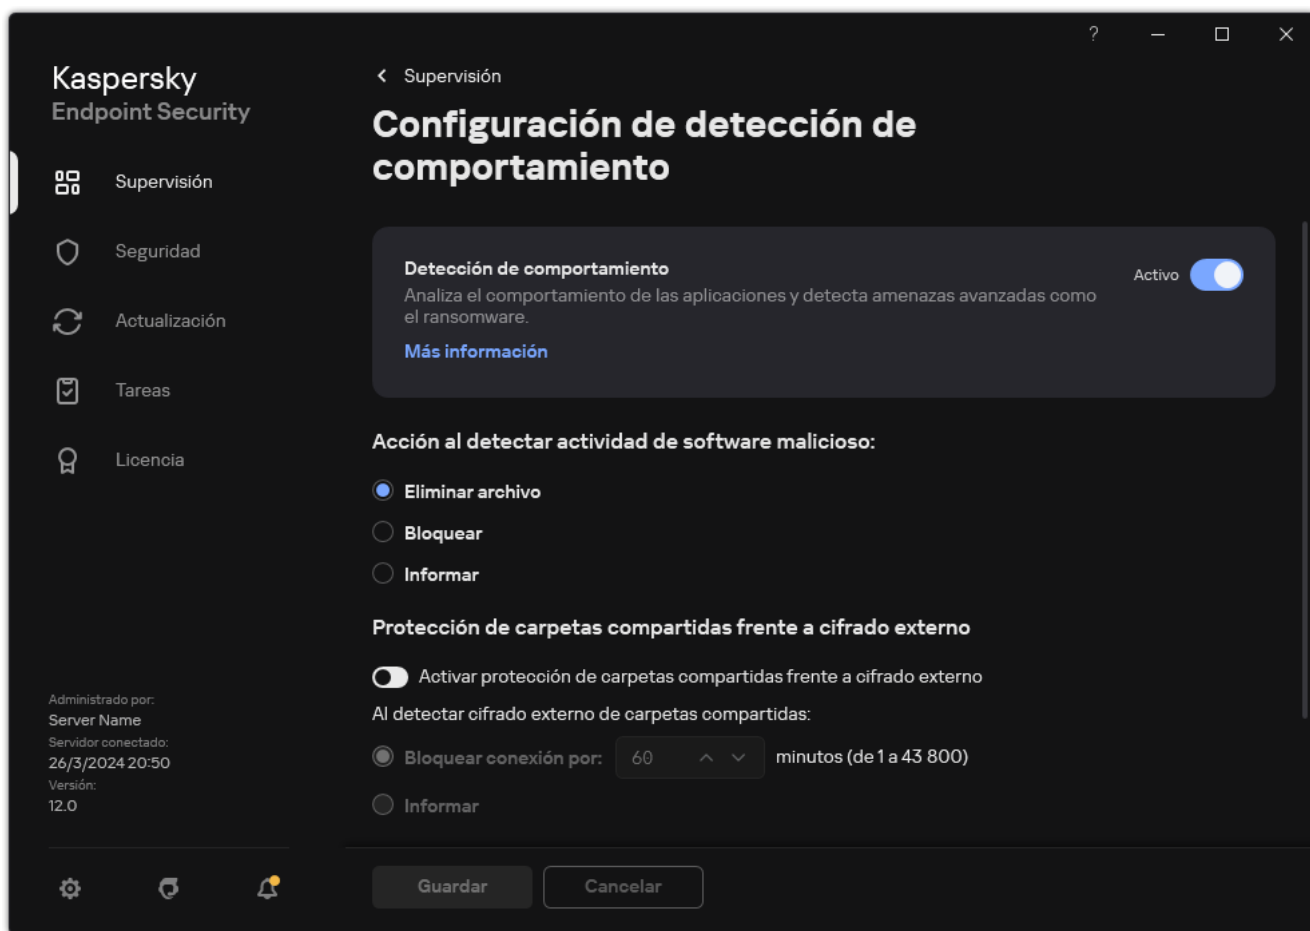 ?
Kaspersky
Endpoint Security
Supervisión
Seguridad
Actualización
Tareas
Licencia
Administrado por:
Server Name
Servidor conectado:
26/3/2024 20:50
Versión:
12.0
Supervisión
Configuración de detección de
comportamiento
Detección de comportamiento
Activo
Analiza el comportamiento de las aplicaciones y detecta amenazas avanzadas como
el ransomware.
Más información
Acción al detectar actividad de software malicioso:
Eliminar archivo
Bloquear
Informar
Protección de carpetas compartidas frente a cifrado externo
Activar protección de carpetas compartidas frente a cifrado externo
Al detectar cifrado externo de carpetas compartidas:
Bloquear conexión por: 60 minutos (de 1 a 43 800)
Informar
Guardar Cancelar